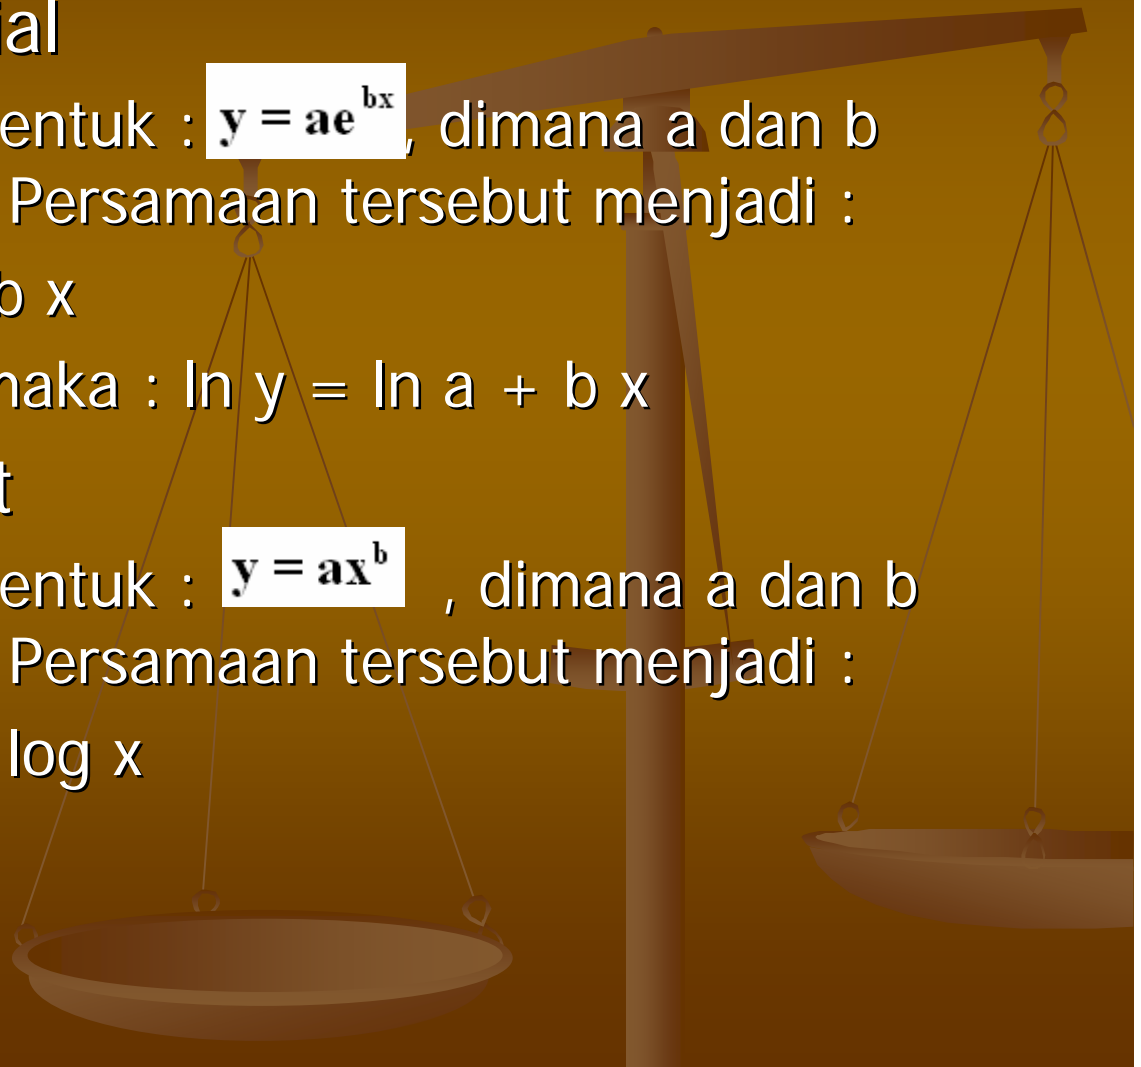 ial
entuk : y = ae^bx , dimana a dan b
Persamaan tersebut menjadi :
b x
maka : ln y = ln a + b x
t
entuk : y = ax^b , dimana a dan b
Persamaan tersebut menjadi :
log x